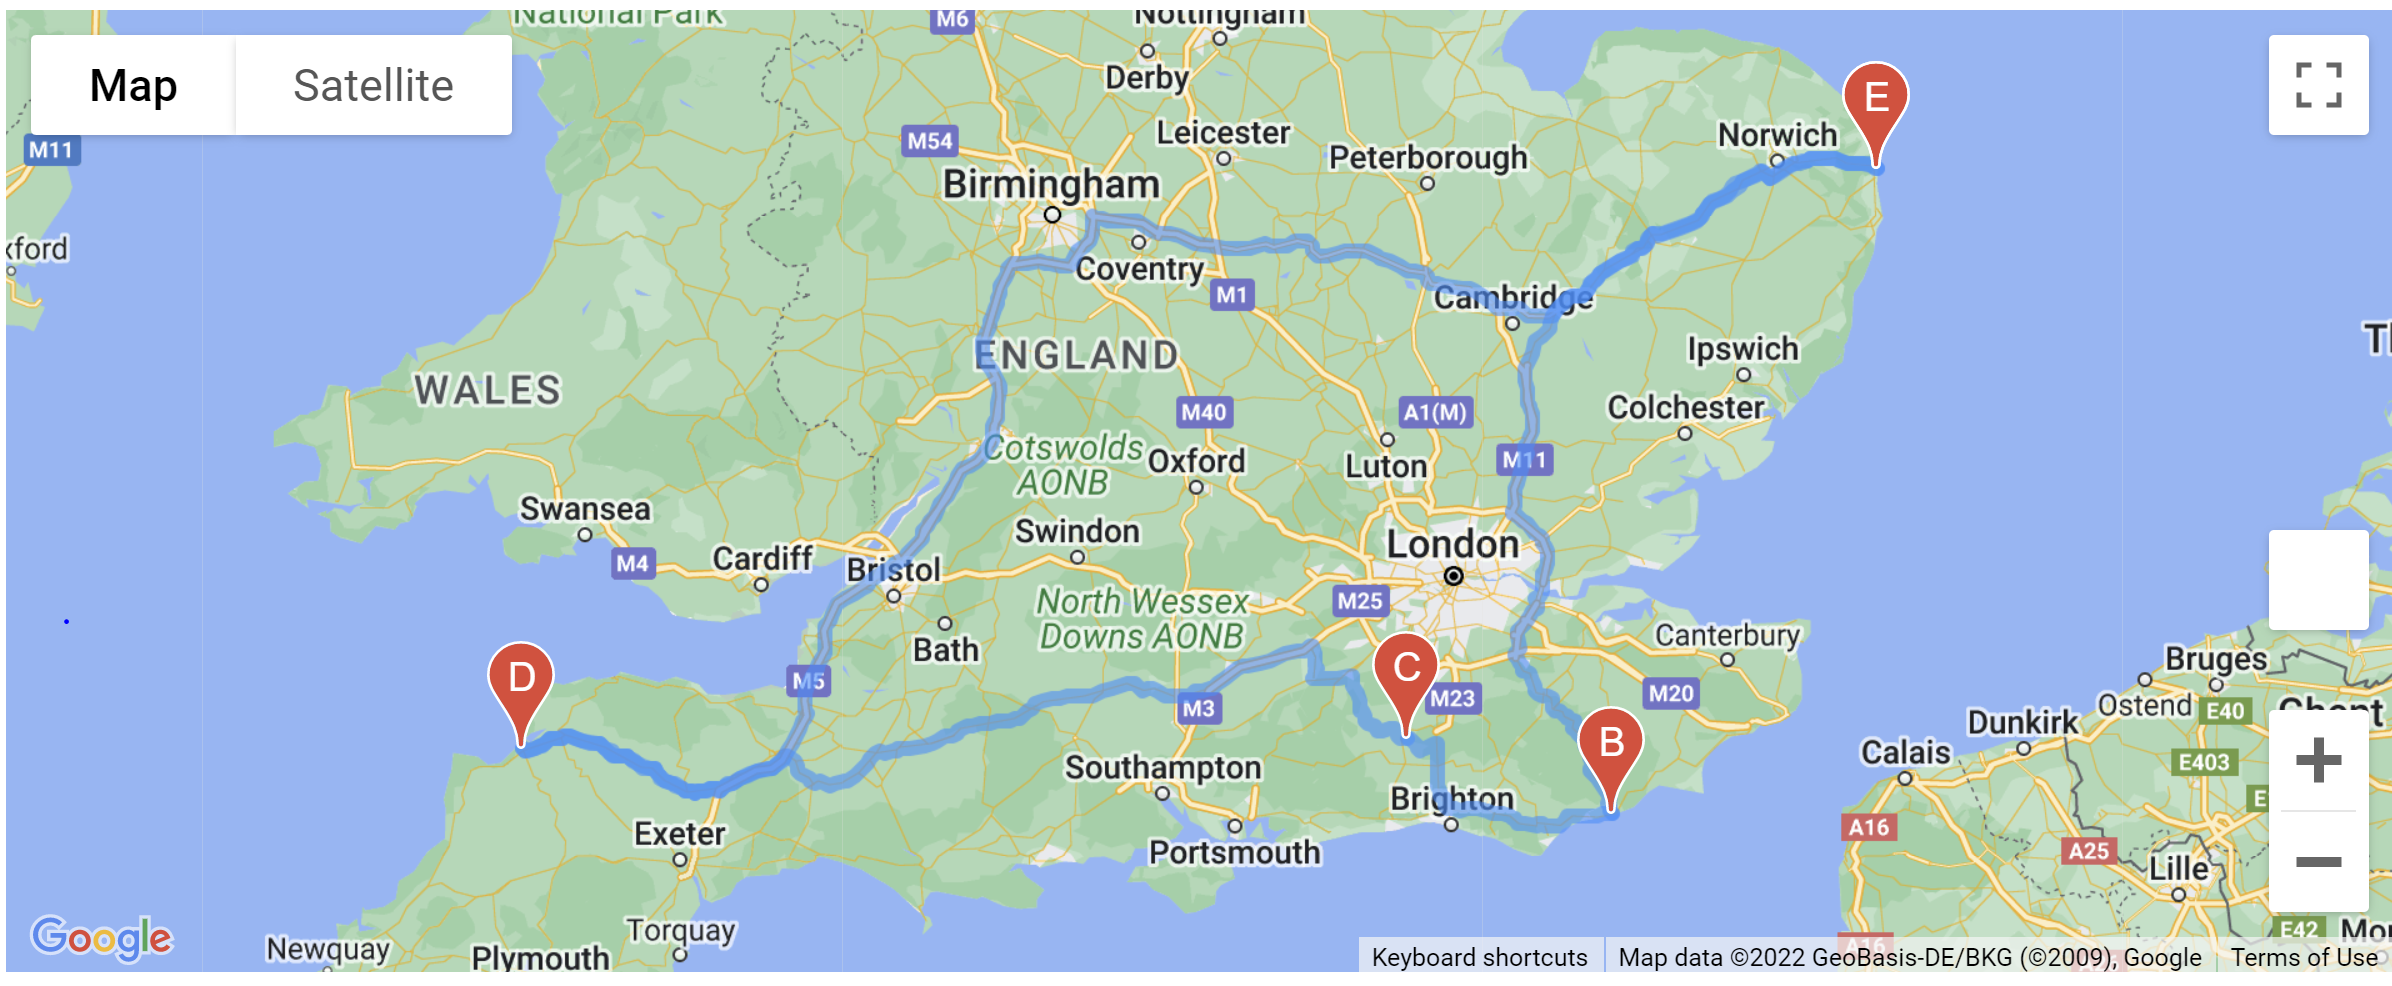 National Park
M6
Nottingham
Map
Satellite
Derby
E
M11
M54
Leicester
Norwich
Peterborough
Birmingham
xford
Coventry
M1
Cambridge
ENGLAND
Ipswich
WALES
M40
A1(M)
Colchester
Cotswolds
AONB
Oxford
Luton
M11
Swansea
Swindon
London
M4
Cardiff
Bristol
North Wessex
Downs AONB
M25
Bath
Canterbury
Bruges
D
M5
C
M23
M20
M3
Ostend
E40
Ghent
Dunkirk
B
Calais
E403
Southampton
Brighton
E
Exeter
A16
Portsmouth
A25
Lille
Google
Newquay
Torquay
Plymouth
A16
E42
Mo
Keyboard shortcuts
Map data ©2022 GeoBasis-DE/BKG (©2009), Google
Terms of Use